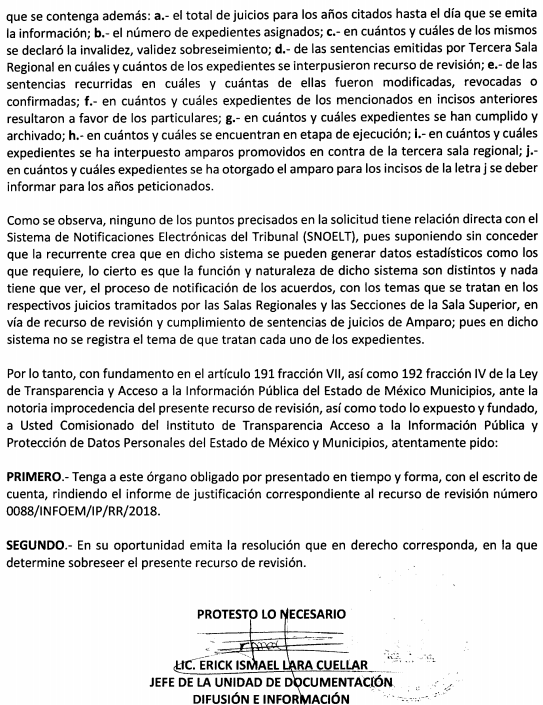 que se contenga además: a.- el total de juicios para los años citados hasta el día que se emita
la información; b.- el número de expedientes asignados; c.- en cuántos y cuáles de los mismos
se declaró la invalidez, validez sobreseimiento; d.- de las sentencias emitidas por Tercera Sala
Regional en cuáles y cuántos de los expedientes se interpusieron recurso de revisión; e.- de las
sentencias recurridas en cuáles y cuántas de ellas fueron modificadas, revocadas o
confirmadas; f.- en cuántos y cuáles expedientes de los mencionados en incisos anteriores
resultaron a favor de los particulares; g.- en cuántos y cuáles expedientes se han cumplido y
archivado; h.- en cuántos y cuáles se encuentran en etapa de ejecución; i.- en cuántos y cuáles
expedientes se ha interpuesto amparos promovidos en contra de la tercera sala regional; j.-
en cuántos y cuáles expedientes se ha otorgado el amparo para los incisos de la letra j se deber
informar para los años peticionados.
Como se observa, ninguno de los puntos precisados en la solicitud tiene relación directa con el
Sistema de Notificaciones Electrónicas del Tribunal (SNOELT), pues suponiendo sin conceder
que la recurrente crea que en dicho sistema se pueden generar datos estadísticos como los
que requiere, lo cierto es que la función y naturaleza de dicho sistema son distintos y nada
tiene que ver, el proceso de notificación de los acuerdos, con los temas que se tratan en los
respectivos juicios tramitados por las Salas Regionales y las Secciones de la Sala Superior, en
vía de recurso de revisión y cumplimiento de sentencias de juicios de Amparo; pues en dicho
sistema no se registra el tema de que tratan cada uno de los expedientes.
Por lo tanto, con fundamento en el artículo 191 fracción VII, así como 192 fracción IV de la Ley
de Transparencia y Acceso a la Información Pública del Estado de México Municipios, ante la
notoria improcedencia del presente recurso de revisión, así como todo lo expuesto y fundado,
a Usted Comisionado del Instituto de Transparencia Acceso a la Información Pública y
Protección de Datos Personales del Estado de México y Municipios, atentamente pido:
PRIMERO.- Tenga a este órgano obligado por presentado en tiempo y forma, con el escrito de
cuenta, rindiendo el informe de justificación correspondiente al recurso de revisión número
0088/INFOEM/IP/RR/2018.
SEGUNDO.- En su oportunidad emita la resolución que en derecho corresponda, en la que
determine sobreseer el presente recurso de revisión.
PROTESTO LO NECESARIO
LIC. ERICK ISMAEL LARA CUELLAR
JEFE DE LA UNIDAD DE DOCUMENTACIÓN
DIFUSIÓN E INFORMACIÓN